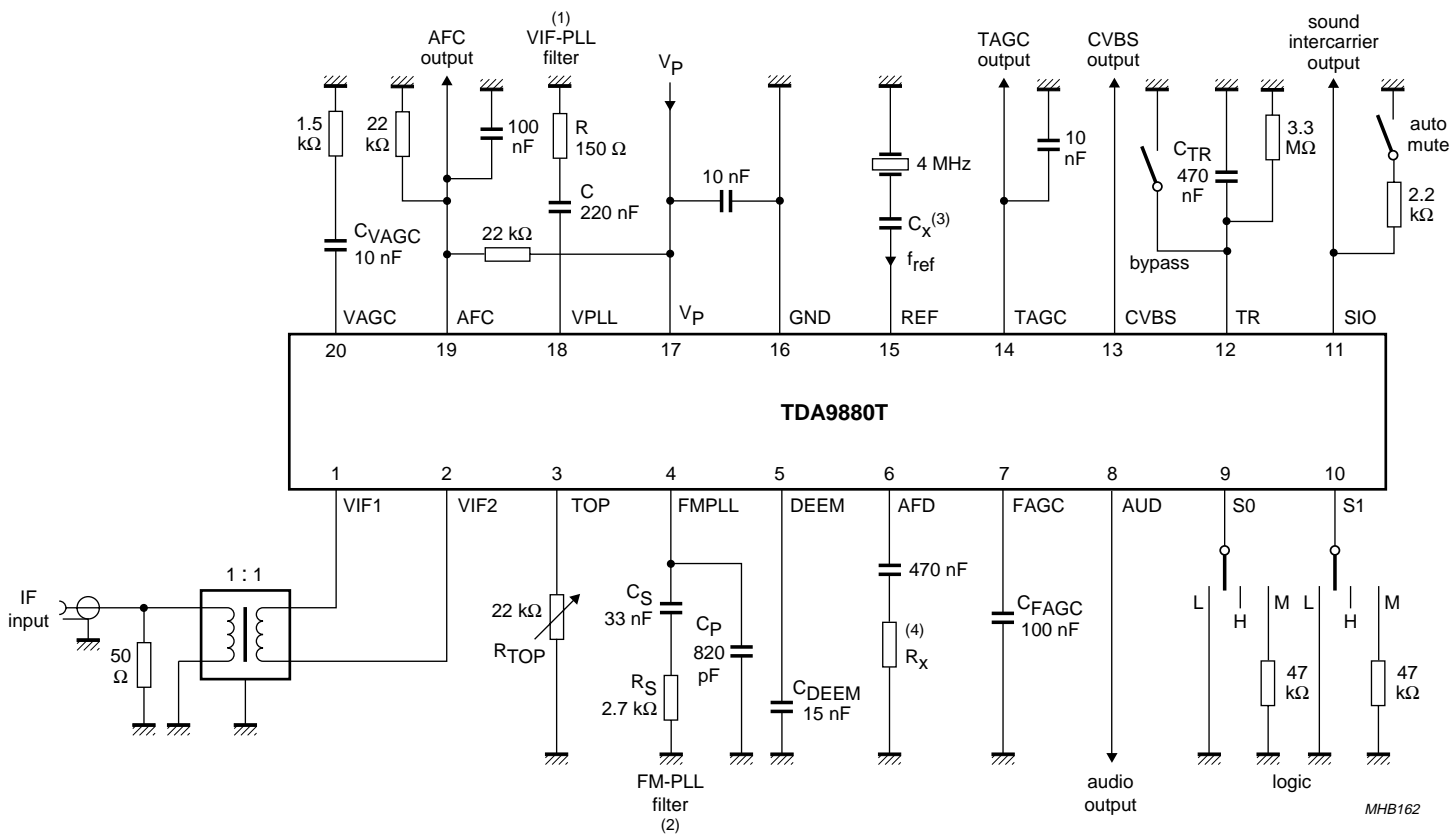 (1)
AFC
output
VIF-PLL
filter
VP
TAGC
output
CVBS
output
sound
intercarrier
output
1.5
kΩ
22
kΩ
100
nF
R
150 Ω
C
220 nF
10 nF
4 MHz
Cx(3)
fref
10
nF
CTR
470
nF
3.3
MΩ
auto
mute
2.2
kΩ
CVAGC
10 nF
22 kΩ
bypass
VAGC AFC VPLL VP GND REF TAGC CVBS TR SIO
20 19 18 17 16 15 14 13 12 11
TDA9880T
1 2 3 4 5 6 7 8 9 10
VIF1 VIF2 TOP FMPLL DEEM AFD FAGC AUD S0 S1
1 : 1
IF
input
50
Ω
22 kΩ
RTOP
CS
33 nF
RS
2.7 kΩ
CP
820
pF
CDEEM
15 nF
470 nF
(4)
Rx
CFAGC
100 nF
L H M L H M
47
kΩ
47
kΩ
FM-PLL
filter
(2)
audio
output
logic
MHB162